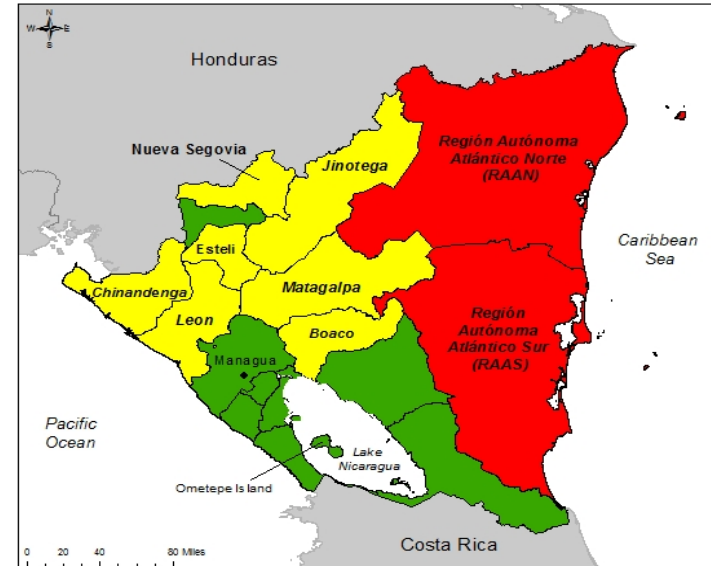 N
W E
S
Honduras
Nueva Segovia
Jinotega
Región Autónoma
Atlántico Norte
(RAAN)
Esteli
Caribbean
Sea
Chinandenga
Matagalpa
Leon
Región
Autónoma
Atlántico Sur
(RAAS)
Boaco
Managua
Pacific
Ocean
Lake
Nicaragua
Ometepe Island
Costa Rica
0 20 40 80 Miles